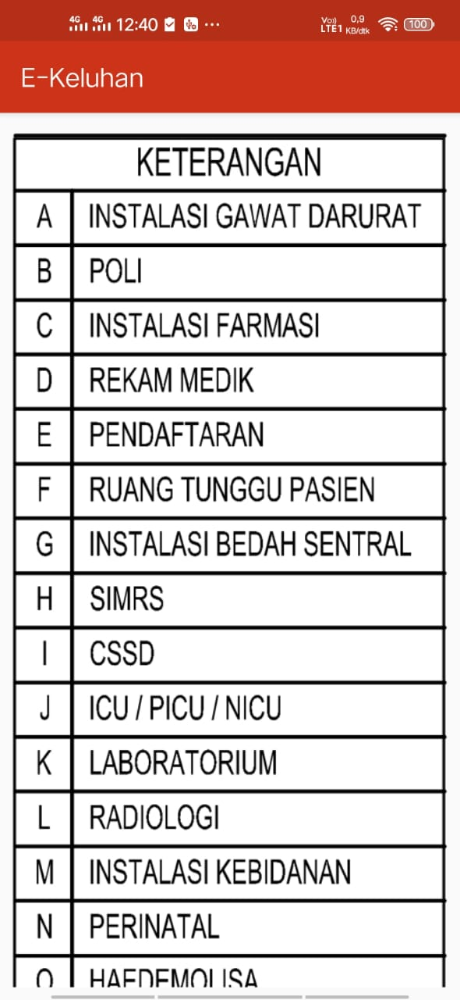 4G 4G 12:40 ...
Vo)) LTE1 0,9 KB/dtk 100
E-Keluhan
KETERANGAN
A INSTALASI GAWAT DARURAT
B POLI
C INSTALASI FARMASI
D REKAM MEDIK
E PENDAFTARAN
F RUANG TUNGGU PASIEN
G INSTALASI BEDAH SENTRAL
H SIMRS
I CSSD
J ICU / PICU / NICU
K LABORATORIUM
L RADIOLOGI
M INSTALASI KEBIDANAN
N PERINATAL
O HAEDEMOLISA